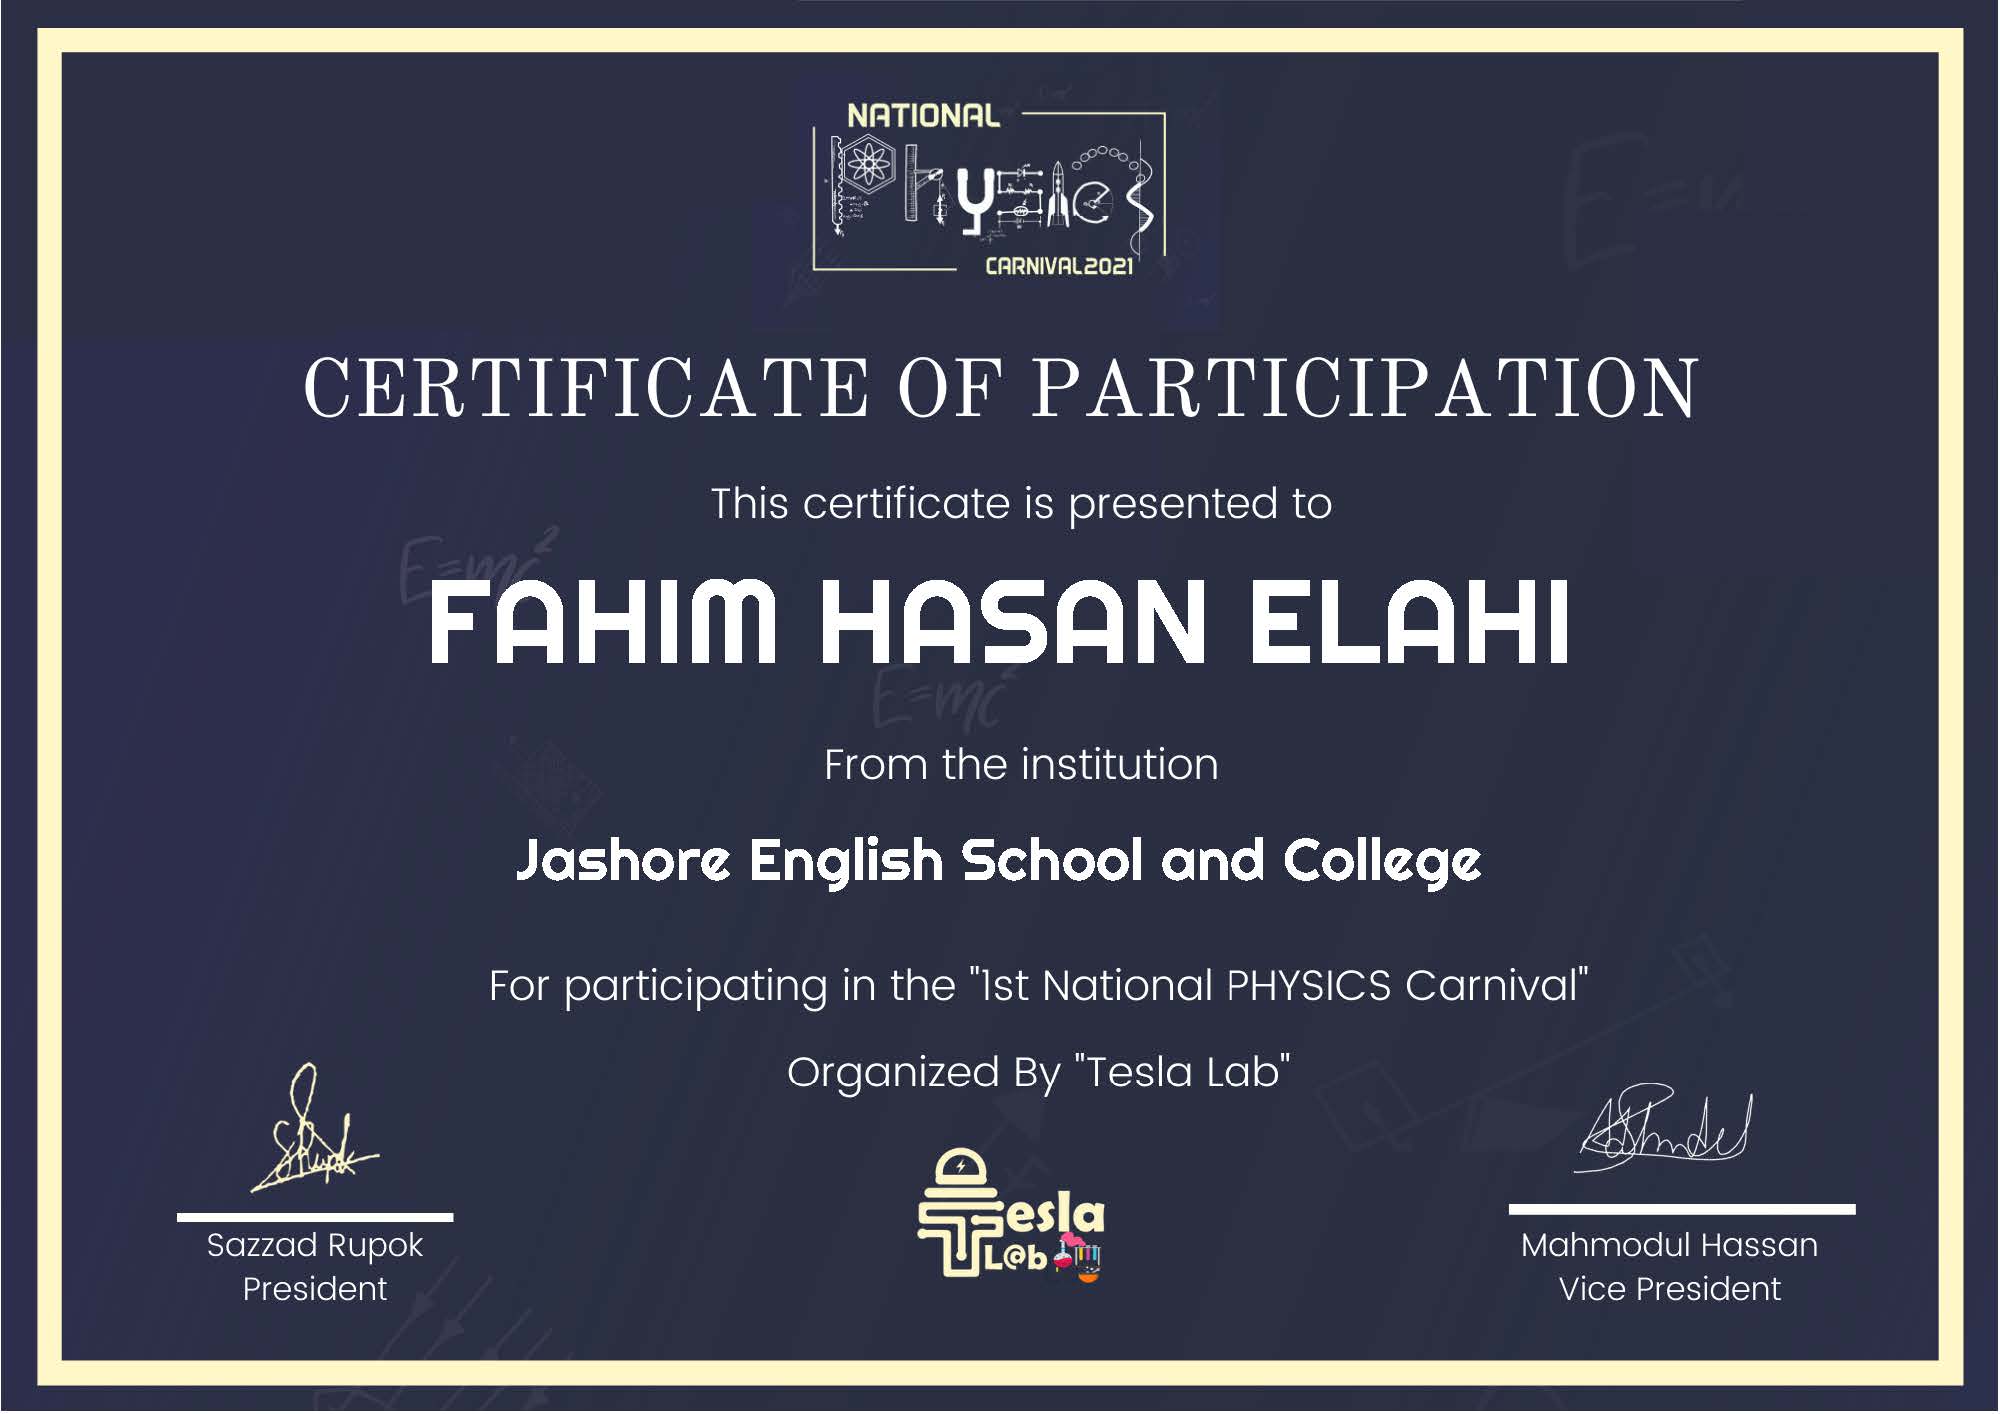 NATIONAL
Physics
CARNIVAL2021
CERTIFICATE OF PARTICIPATION
This certificate is presented to
E=mc²
FAHIM HASAN ELAHI
E=mc²
From the institution
Jashore English School and College
For participating in the "1st National PHYSICS Carnival"
Organized By "Tesla Lab"
Tesla
L@b
Sazzad Rupok
President
Mahmodul Hassan
Vice President